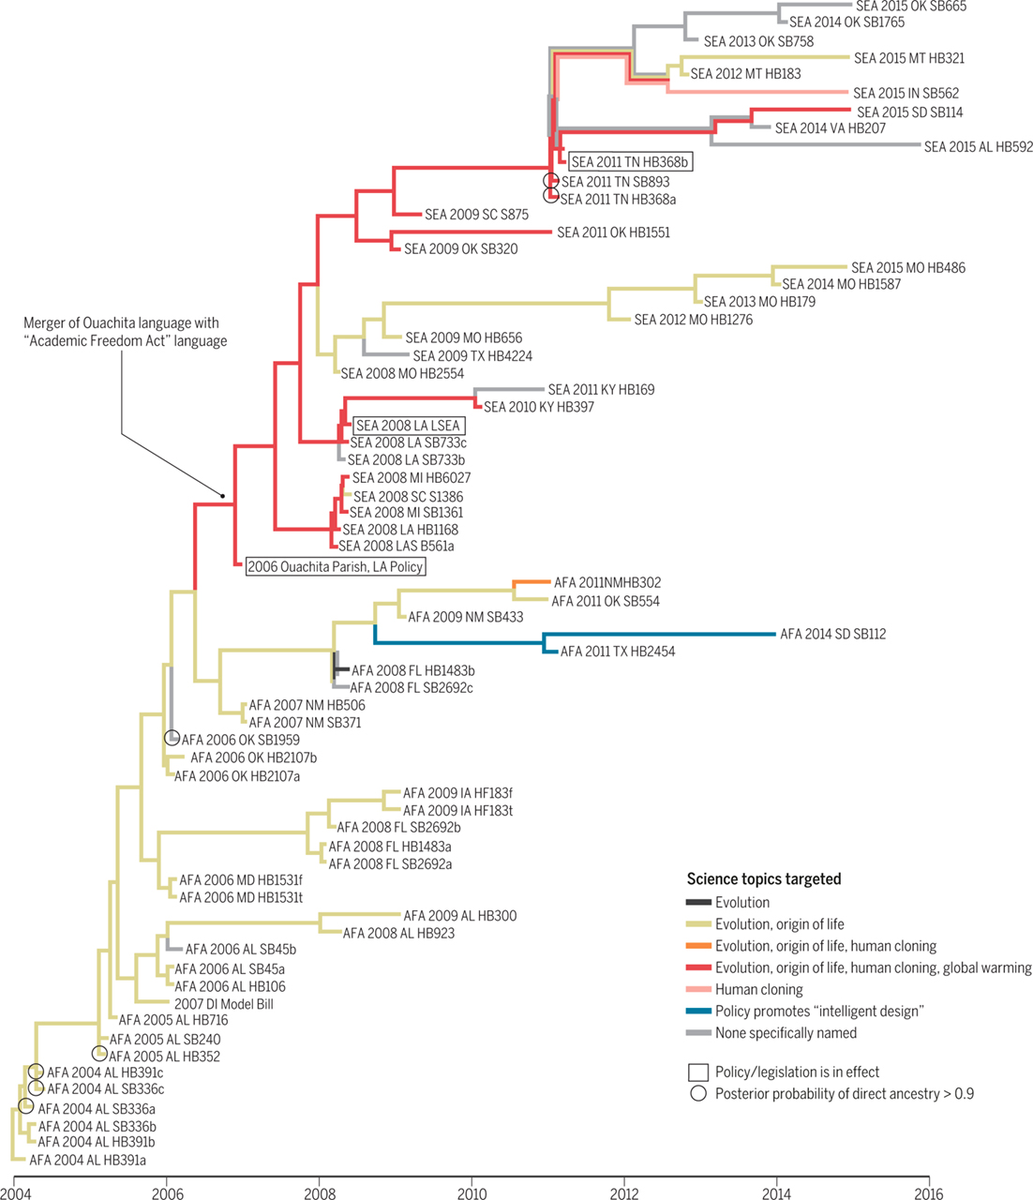 SEA 2015 OK SB665
SEA 2014 OK SB1765
SEA 2013 OK SB758
SEA 2015 MT HB321
SEA 2012 MT HB183
SEA 2015 IN SB562
SEA 2015 SD SB114
SEA 2014 VA HB207
SEA 2015 AL HB592
SEA 2011 TN HB368b
SEA 2011 TN SB893
SEA 2011 TN HB368a
SEA 2009 SC S875
SEA 2011 OK HB1551
SEA 2009 OK SB320
SEA 2015 MO HB486
SEA 2014 MO HB1587
SEA 2013 MO HB179
SEA 2012 MO HB1276
Merger of Ouachita language with
“Academic Freedom Act” language
SEA 2009 MO HB656
SEA 2009 TX HB4224
SEA 2008 MO HB2554
SEA 2011 KY HB169
SEA 2010 KY HB397
SEA 2008 LA LSEA
SEA 2008 LA SB733c
SEA 2008 LA SB733b
SEA 2008 MI HB6027
SEA 2008 SC S1386
SEA 2008 MI SB1361
SEA 2008 LA HB1168
SEA 2008 LAS B561a
2006 Ouachita Parish, LA Policy
AFA 2011NMHB302
AFA 2011 OK SB554
AFA 2009 NM SB433
AFA 2014 SD SB112
AFA 2011 TX HB2454
AFA 2008 FL HB1483b
AFA 2008 FL SB2692c
AFA 2007 NM HB506
AFA 2007 NM SB371
AFA 2006 OK SB1959
AFA 2006 OK HB2107b
AFA 2006 OK HB2107a
AFA 2009 IA HF183f
AFA 2009 IA HF183t
AFA 2008 FL SB2692b
AFA 2008 FL HB1483a
AFA 2008 FL SB2692a
AFA 2006 MD HB1531f
AFA 2006 MD HB1531t
AFA 2009 AL HB300
AFA 2008 AL HB923
AFA 2006 AL SB45b
AFA 2006 AL SB45a
AFA 2006 AL HB106
2007 DI Model Bill
AFA 2005 AL HB716
AFA 2005 AL SB240
AFA 2005 AL HB352
AFA 2004 AL HB391c
AFA 2004 AL SB336c
AFA 2004 AL SB336a
AFA 2004 AL SB336b
AFA 2004 AL HB391b
AFA 2004 AL HB391a
Science topics targeted
Evolution
Evolution, origin of life
Evolution, origin of life, human cloning
Evolution, origin of life, human cloning, global warming
Human cloning
Policy promotes “intelligent design”
None specifically named
Policy/legislation is in effect
Posterior probability of direct ancestry > 0.9
2004 2006 2008 2010 2012 2014 2016